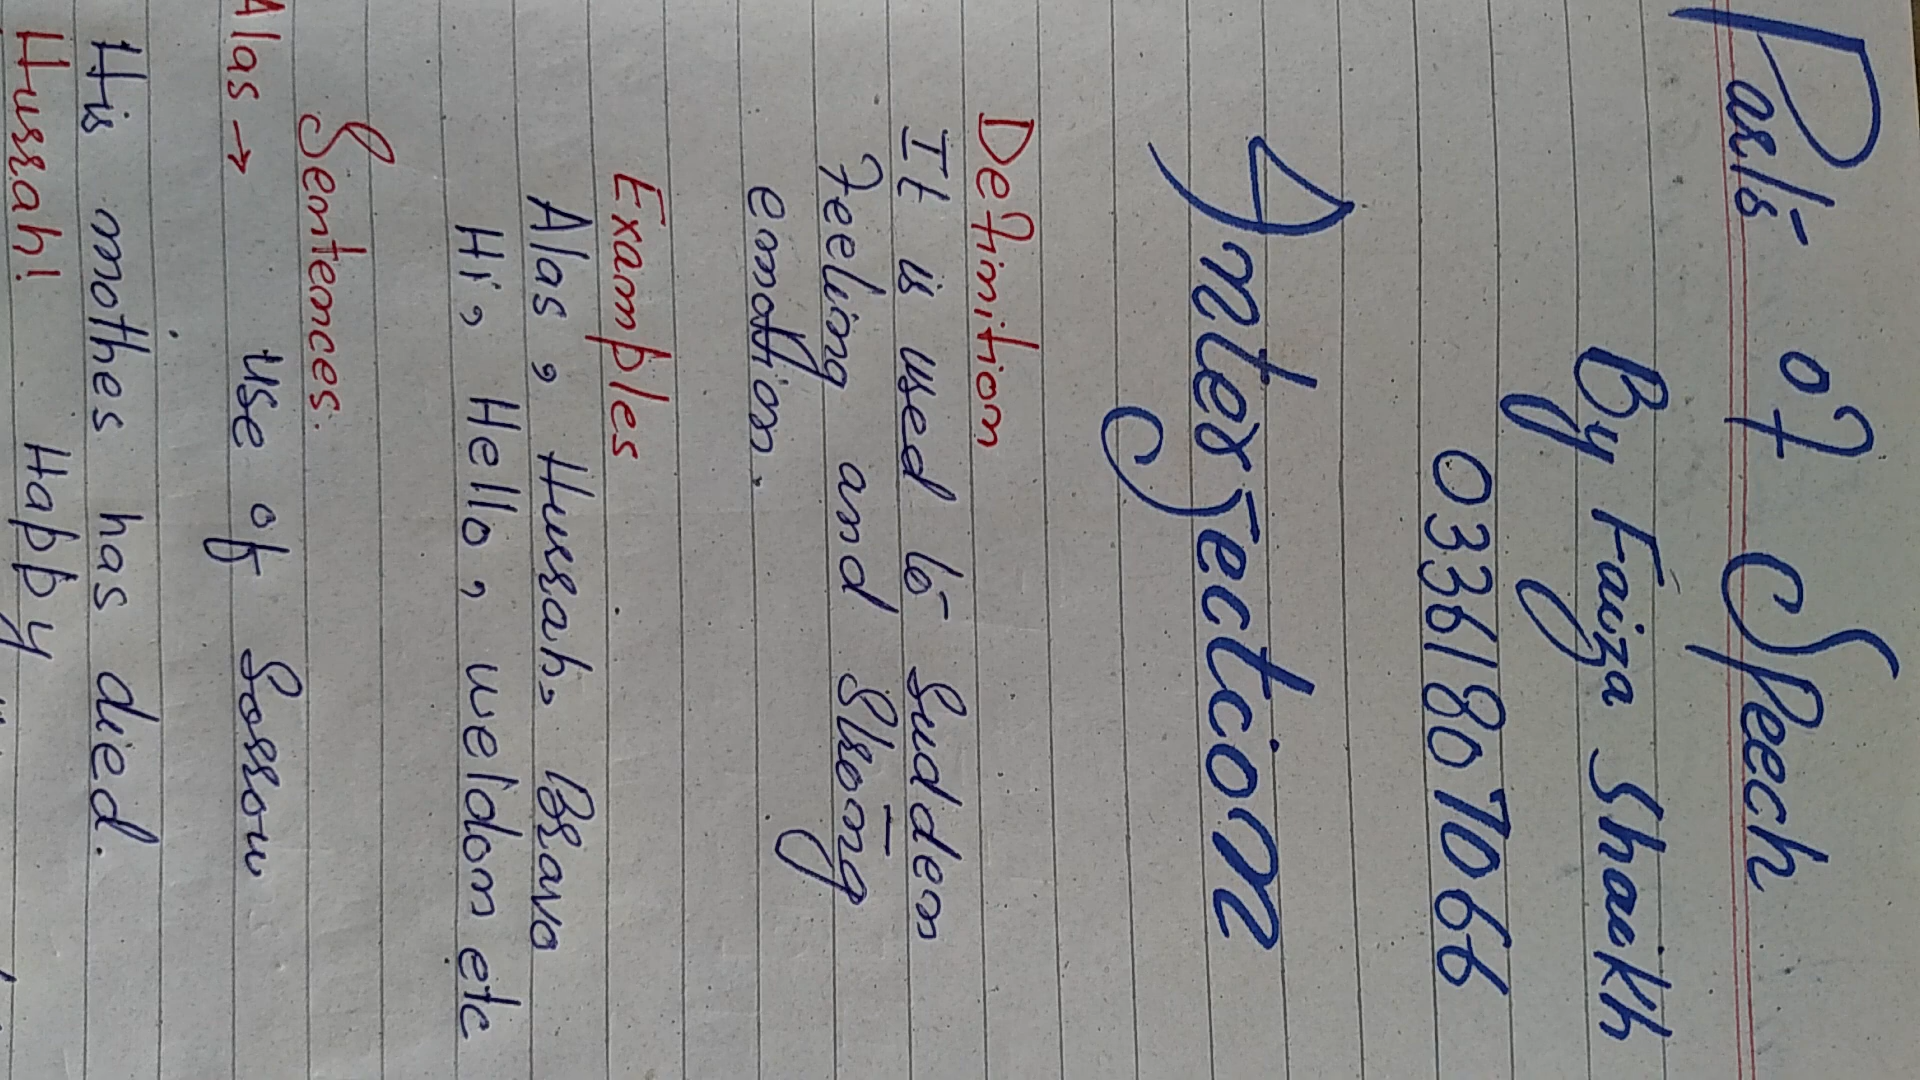 Parts of Speech
By Faiza Shaikh
03361807066
Interjection
Definition
It is used to Sudden
Feeling and Strong
emotion.
Examples
Alas, Hurrah, Bravo
Hi, Hello, weldon etc
Sentences.
Alas → use of Sorrow
His mother has died.
Hurrah! Happy